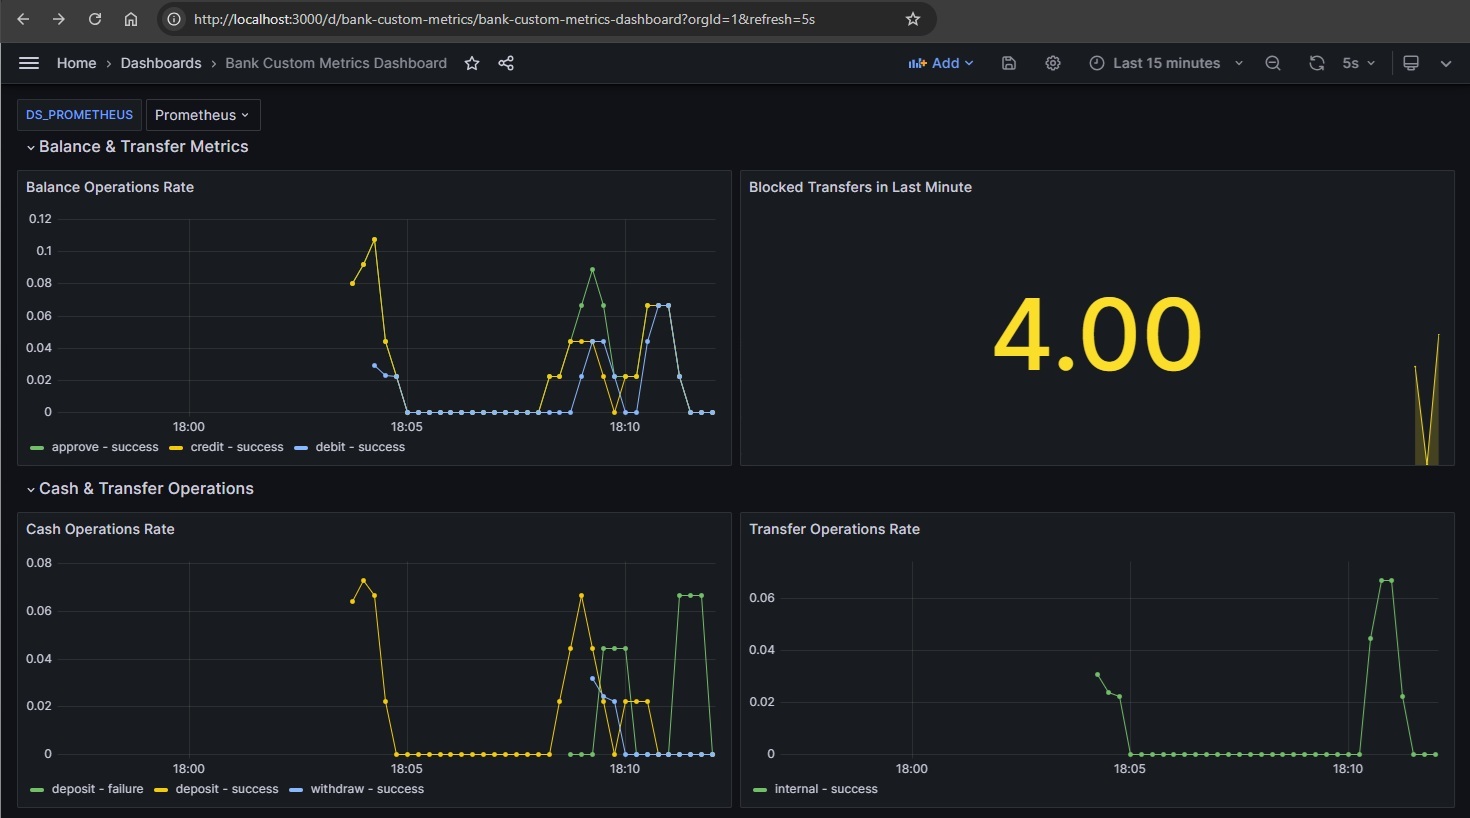 http://localhost:3000/d/bank-custom-metrics/bank-custom-metrics-dashboard?orgId=1&refresh=5s
Home › Dashboards › Bank Custom Metrics Dashboard
Add
Last 15 minutes
5s
DS_PROMETHEUS
Prometheus
Balance & Transfer Metrics
Balance Operations Rate
0.12
0.1
0.08
0.06
0.04
0.02
0
18:00
18:05
18:10
approve - success
credit - success
debit - success
Blocked Transfers in Last Minute
4.00
Cash & Transfer Operations
Cash Operations Rate
0.08
0.06
0.04
0.02
0
18:00
18:05
18:10
deposit - failure
deposit - success
withdraw - success
Transfer Operations Rate
0.06
0.04
0.02
0
18:00
18:05
18:10
internal - success